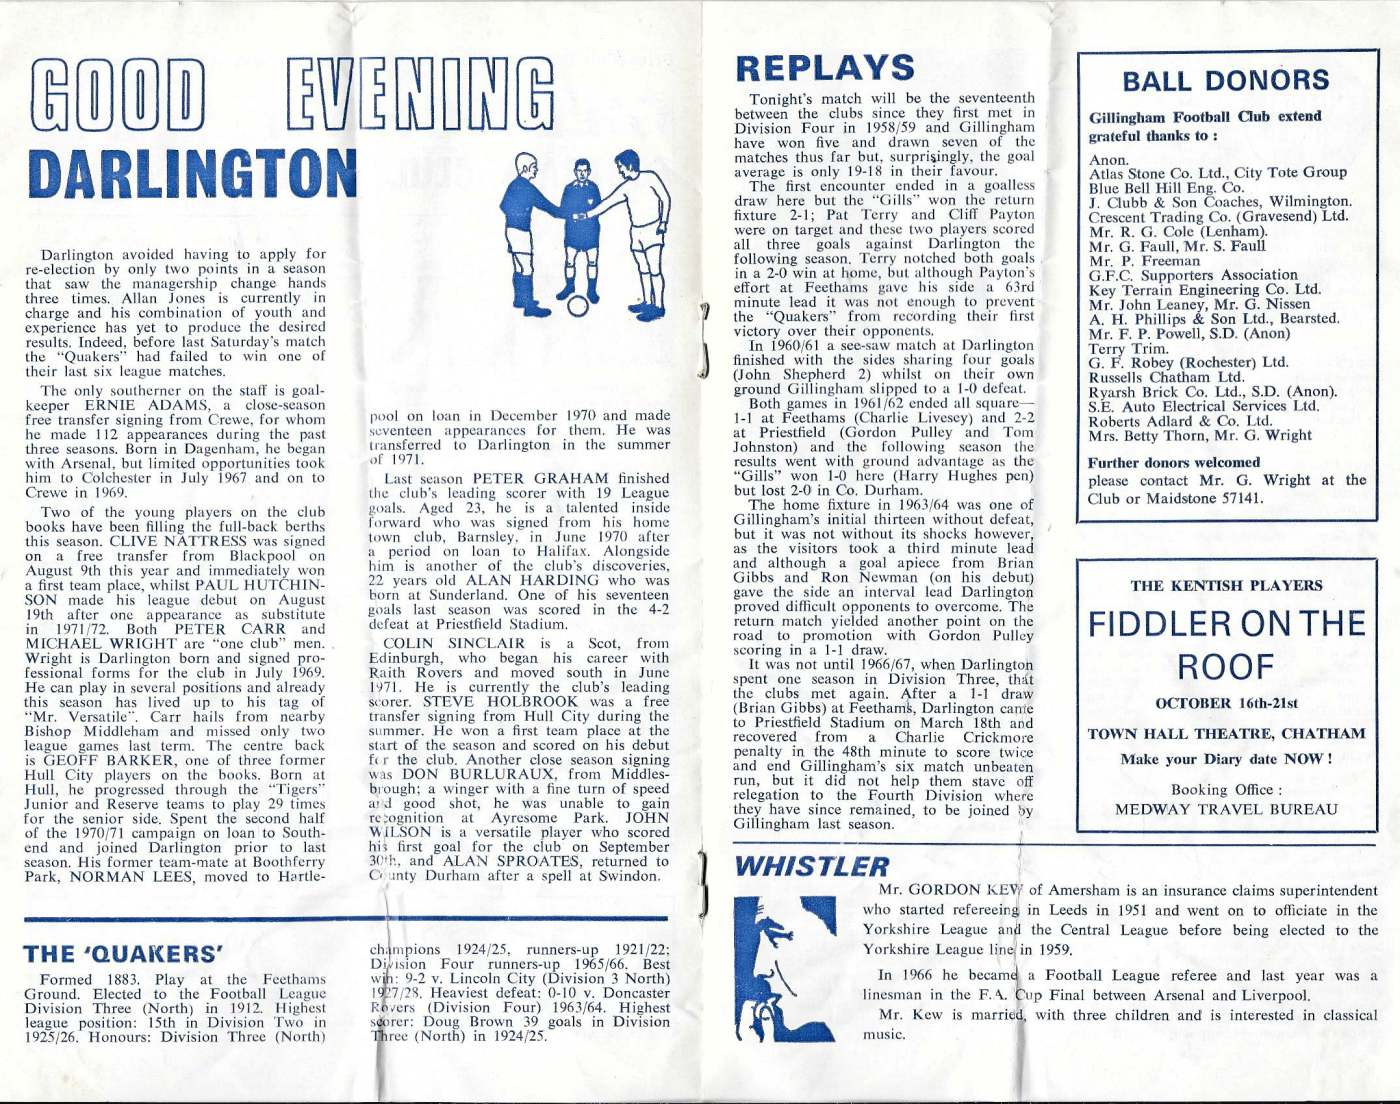 GOOD EVENING
DARLINGTON
Darlington avoided having to apply for
re-election by only two points in a season
that saw the managership change hands
three times. Allan Jones is currently in
charge and his combination of youth and
experience has yet to produce the desired
results. Indeed, before last Saturday's match
the "Quakers" had failed to win one of
their last six league matches.
The only southerner on the staff is goal-
keeper ERNIE ADAMS, a close-season
free transfer signing from Crewe, for whom
he made 112 appearances during the past
three seasons. Born in Dagenham, he began
with Arsenal, but limited opportunities took
him to Colchester in July 1967 and on to
Crewe in 1969.
Two of the young players on the club
books have been filling the full-back berths
this season. CLIVE NATTRESS was signed
on a free transfer from Blackpool on
August 9th this year and immediately won
a first team place, whilst PAUL HUTCHIN-
SON made his league debut on August
19th after one appearance as substitute
in 1971/72. Both PETER CARR and
MICHAEL WRIGHT are "one club" men.
Wright is Darlington born and signed pro-
fessional forms for the club in July 1969.
He can play in several positions and already
this season has lived up to his tag of
"Mr. Versatile". Carr hails from nearby
Bishop Middleham and missed only two
league games last term. The centre back
is GEOFF BARKER, one of three former
Hull City players on the books. Born at
Hull, he progressed through the "Tigers"
Junior and Reserve teams to play 29 times
for the senior side. Spent the second half
of the 1970/71 campaign on loan to South-
end and joined Darlington prior to last
season. His former team-mate at Boothferry
Park, NORMAN LEES, moved to Hartle-
pool on loan in December 1970 and made
seventeen appearances for them. He was
transferred to Darlington in the summer
of 1971.
Last season PETER GRAHAM finished
the club's leading scorer with 19 League
goals. Aged 23, he is a talented inside
forward who was signed from his home
town club, Barnsley, in June 1970 after
a period on loan to Halifax. Alongside
him is another of the club's discoveries,
22 years old ALAN HARDING who was
born at Sunderland. One of his seventeen
goals last season was scored in the 4-2
defeat at Priestfield Stadium.
COLIN SINCLAIR is a Scot, from
Edinburgh, who began his career with
Raith Rovers and moved south in June
1971. He is currently the club's leading
scorer. STEVE HOLBROOK was a free
transfer signing from Hull City during the
summer. He won a first team place at the
start of the season and scored on his debut
for the club. Another close season signing
was DON BURLURAUX, from Middles-
brough; a winger with a fine turn of speed
and good shot, he was unable to gain
recognition at Ayresome Park. JOHN
WILSON is a versatile player who scored
his first goal for the club on September
30th, and ALAN SPROATES, returned to
County Durham after a spell at Swindon.
THE 'QUAKERS'
Formed 1883. Play at the Feethams
Ground. Elected to the Football League
Division Three (North) in 1912. Highest
league position: 15th in Division Two in
1925/26. Honours: Division Three (North)
champions 1924/25, runners-up 1921/22;
Division Four runners-up 1965/66. Best
win: 9-2 v. Lincoln City (Division 3 North)
1927/28. Heaviest defeat: 0-10 v. Doncaster
Rovers (Division Four) 1963/64. Highest
scorer: Doug Brown 39 goals in Division
Three (North) in 1924/25.
REPLAYS
Tonight's match will be the seventeenth
between the clubs since they first met in
Division Four in 1958/59 and Gillingham
have won five and drawn seven of the
matches thus far but, surprisingly, the goal
average is only 19-18 in their favour.
The first encounter ended in a goalless
draw here but the "Gills" won the return
fixture 2-1; Pat Terry and Cliff Payton
were on target and these two players scored
all three goals against Darlington the
following season. Terry notched both goals
in a 2-0 win at home, but although Payton's
effort at Feethams gave his side a 63rd
minute lead it was not enough to prevent
the "Quakers" from recording their first
victory over their opponents.
In 1960/61 a see-saw match at Darlington
finished with the sides sharing four goals
(John Shepherd 2) whilst on their own
ground Gillingham slipped to a 1-0 defeat.
Both games in 1961/62 ended all square—
1-1 at Feethams (Charlie Livesey) and 2-2
at Priestfield (Gordon Pulley and Tom
Johnston) and the following season the
results went with ground advantage as the
"Gills" won 1-0 here (Harry Hughes pen)
but lost 2-0 in Co. Durham.
The home fixture in 1963/64 was one of
Gillingham's initial thirteen without defeat,
but it was not without its shocks however,
as the visitors took a third minute lead
and although a goal apiece from Brian
Gibbs and Ron Newman (on his debut)
gave the side an interval lead Darlington
proved difficult opponents to overcome. The
return match yielded another point on the
road to promotion with Gordon Pulley
scoring in a 1-1 draw.
It was not until 1966/67, when Darlington
spent one season in Division Three, that
the clubs met again. After a 1-1 draw
(Brian Gibbs) at Feethams, Darlington came
to Priestfield Stadium on March 18th and
recovered from a Charlie Crickmore
penalty in the 48th minute to score twice
and end Gillingham's six match unbeaten
run, but it did not help them stave off
relegation to the Fourth Division where
they have since remained, to be joined by
Gillingham last season.
BALL DONORS
Gillingham Football Club extend
grateful thanks to :
Anon.
Atlas Stone Co. Ltd., City Tote Group
Blue Bell Hill Eng. Co.
J. Clubb & Son Coaches, Wilmington.
Crescent Trading Co. (Gravesend) Ltd.
Mr. R. G. Cole (Lenham).
Mr. G. Faull, Mr. S. Faull
Mr. P. Freeman
G.F.C. Supporters Association
Key Terrain Engineering Co. Ltd.
Mr. John Leaney, Mr. G. Nissen
A. H. Phillips & Son Ltd., Bearsted.
Mr. F. P. Powell, S.D. (Anon)
Terry Trim.
G. F. Robey (Rochester) Ltd.
Russells Chatham Ltd.
Ryarsh Brick Co. Ltd., S.D. (Anon).
S.E. Auto Electrical Services Ltd.
Roberts Adlard & Co. Ltd.
Mrs. Betty Thorn, Mr. G. Wright
Further donors welcomed
please contact Mr. G. Wright at the
Club or Maidstone 57141.
THE KENTISH PLAYERS
FIDDLER ON THE
ROOF
OCTOBER 16th-21st
TOWN HALL THEATRE, CHATHAM
Make your Diary date NOW !
Booking Office :
MEDWAY TRAVEL BUREAU
WHISTLER
Mr. GORDON KEW of Amersham is an insurance claims superintendent
who started refereeing in Leeds in 1951 and went on to officiate in the
Yorkshire League and the Central League before being elected to the
Yorkshire League line in 1959.
In 1966 he became a Football League referee and last year was a
linesman in the F.A. Cup Final between Arsenal and Liverpool.
Mr. Kew is married, with three children and is interested in classical
music.